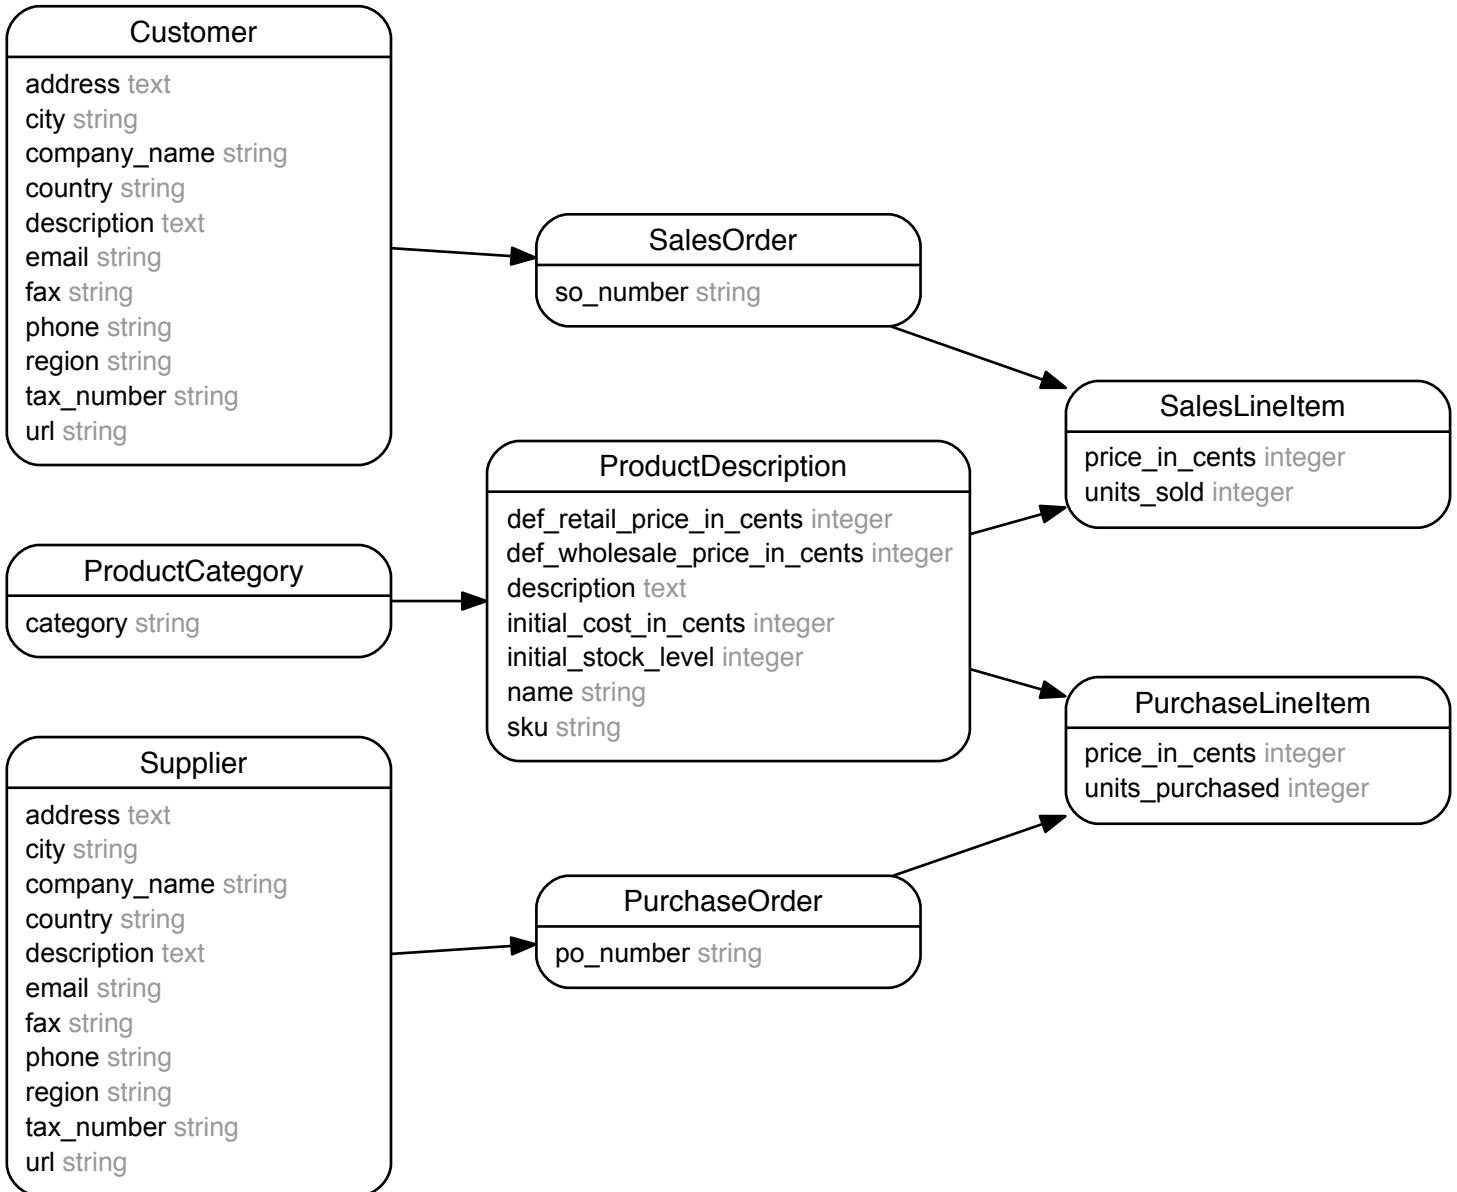 Customer
address text
city string
company_name string
country string
description text
email string
fax string
phone string
region string
tax_number string
url string
SalesOrder
so_number string
SalesLineItem
price_in_cents integer
units_sold integer
ProductDescription
def_retail_price_in_cents integer
def_wholesale_price_in_cents integer
description text
initial_cost_in_cents integer
initial_stock_level integer
name string
sku string
ProductCategory
category string
PurchaseLineItem
price_in_cents integer
units_purchased integer
Supplier
address text
city string
company_name string
country string
description text
email string
fax string
phone string
region string
tax_number string
url string
PurchaseOrder
po_number string